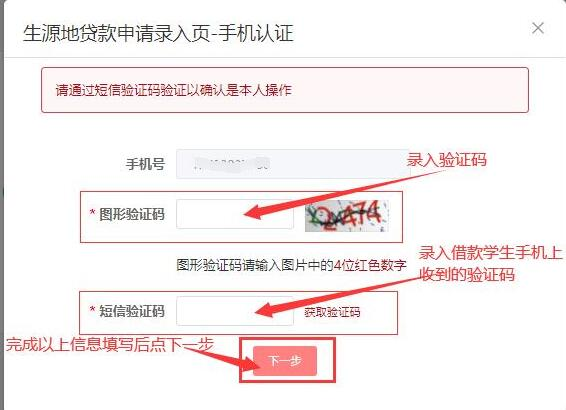 生源地贷款申请录入页-手机认证
请通过短信验证码验证以确认是本人操作
手机号
录入验证码
* 图形验证码
2474
图形验证码请输入图片中的4位红色数字
录入借款学生手机上
收到的验证码
* 短信验证码
获取验证码
完成以上信息填写后点下一步
下一步